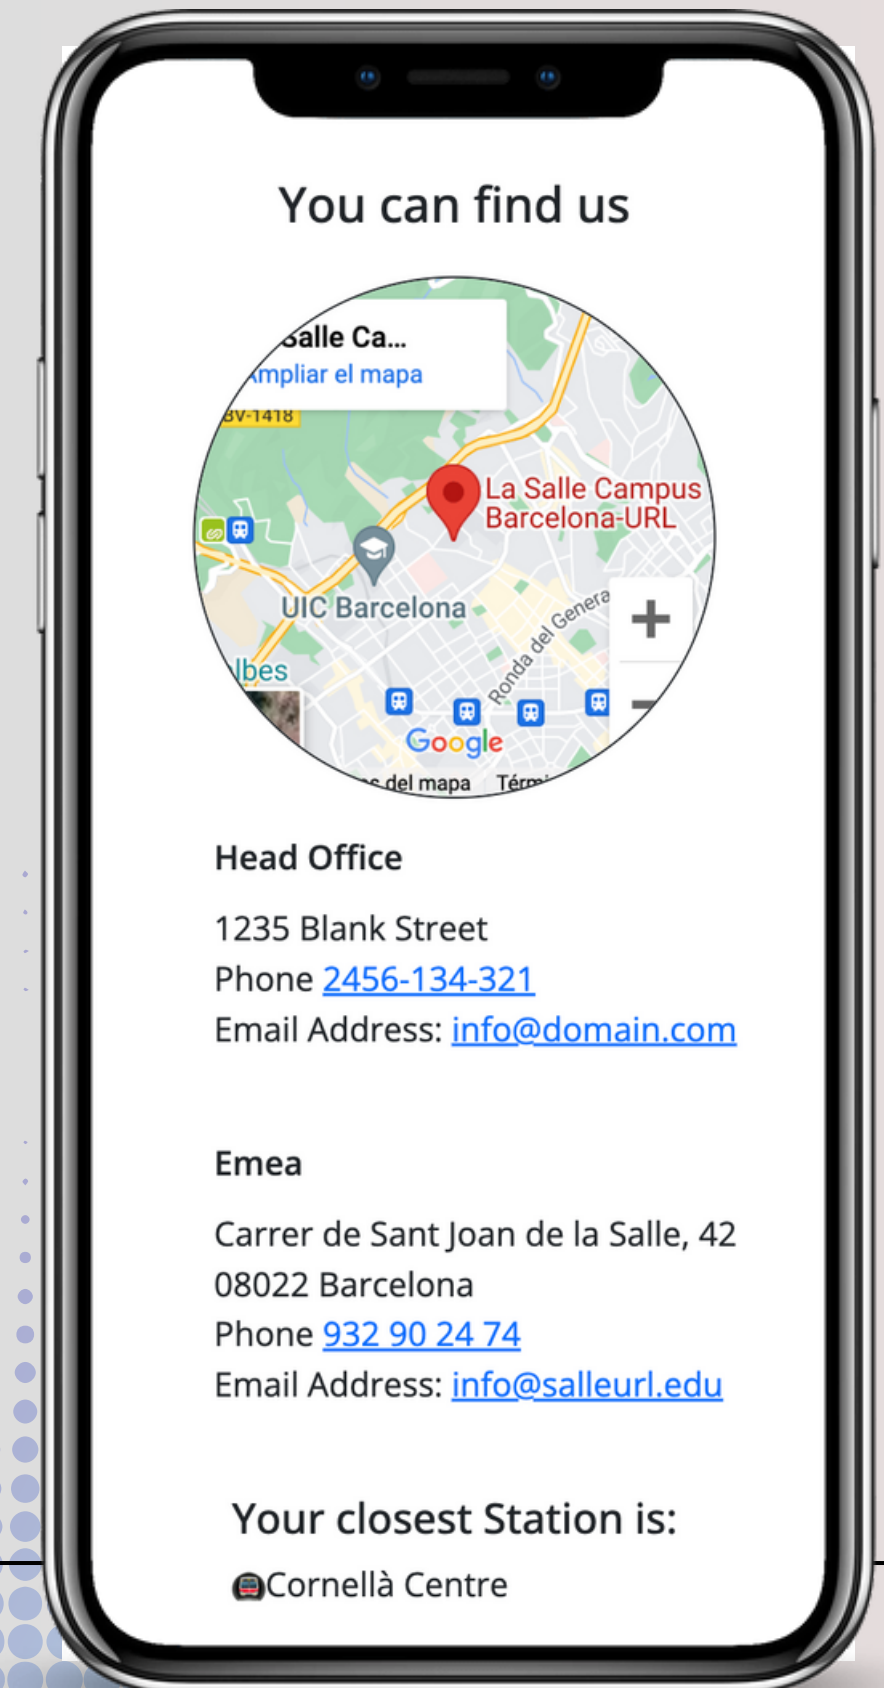 You can find us
Salle Ca...
Ampliar el mapa
BV-1418
La Salle Campus
Barcelona-URL
UIC Barcelona
Ronda del Genera
lbes
Google
del mapa
Head Office
1235 Blank Street
Phone 2456-134-321
Email Address: info@domain.com
Emea
Carrer de Sant Joan de la Salle, 42
08022 Barcelona
Phone 932 90 24 74
Email Address: info@salleurl.edu
Your closest Station is:
Cornellà Centre